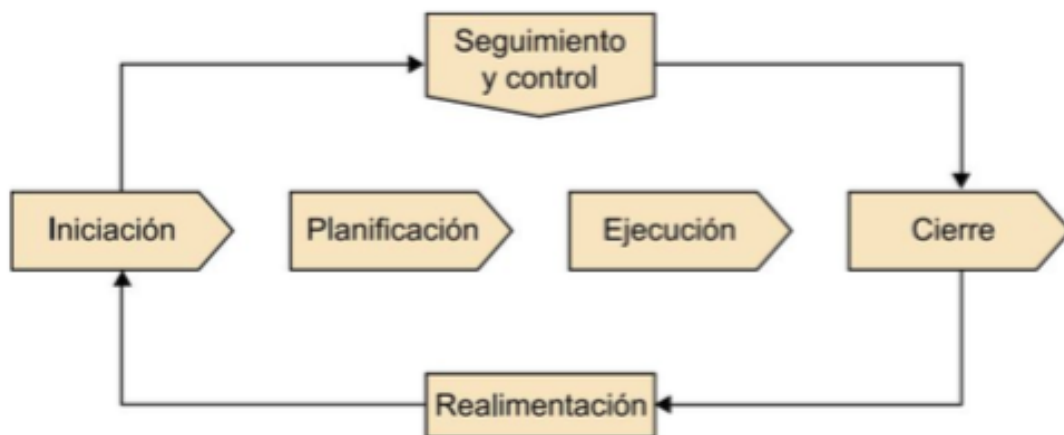 Seguimiento
y control
Iniciación
Planificación
Ejecución
Cierre
Realimentación